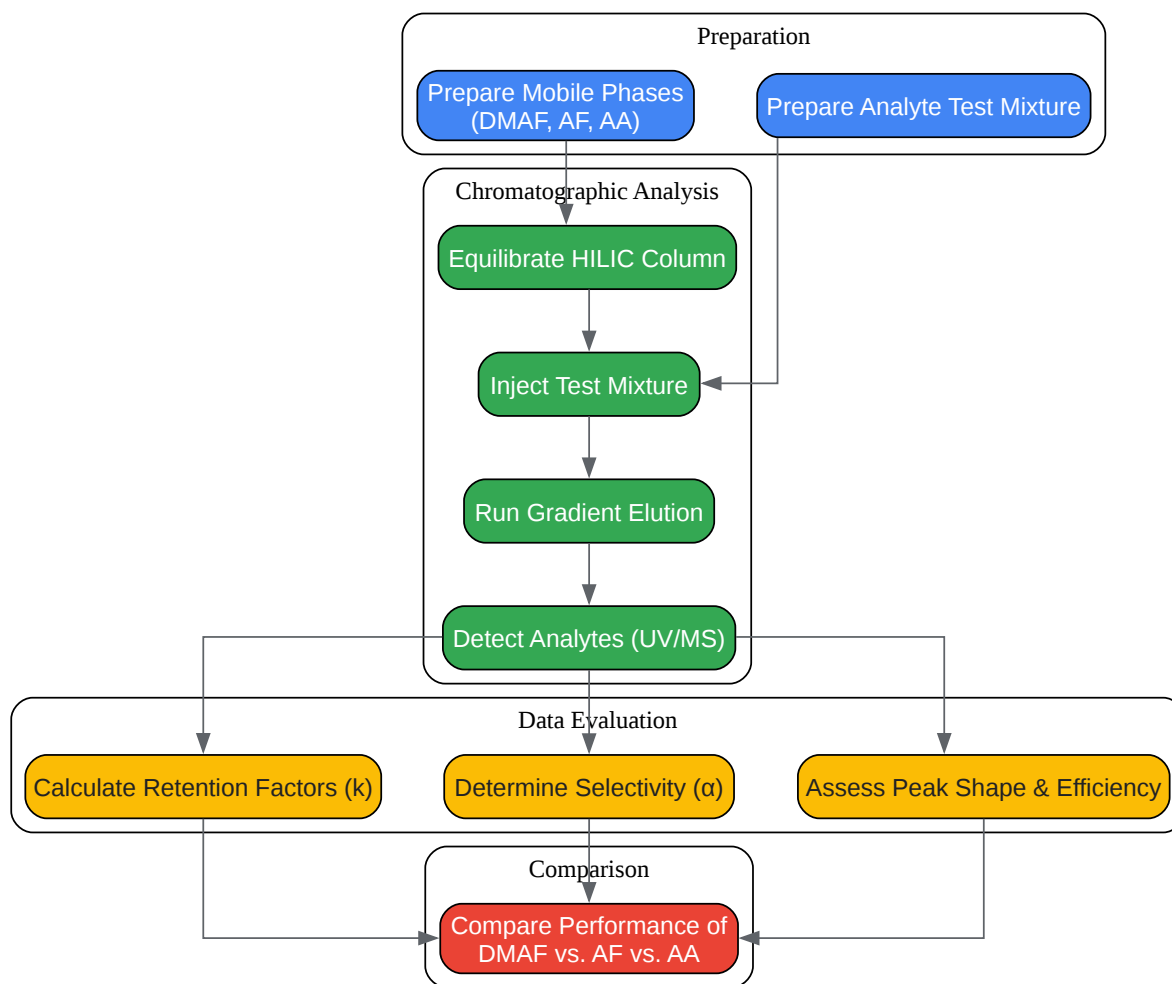 Preparation
Prepare Mobile Phases
(DMAF, AF, AA)
Prepare Analyte Test Mixture
Chromatographic Analysis
Equilibrate HILIC Column
Inject Test Mixture
Run Gradient Elution
Detect Analytes (UV/MS)
Data Evaluation
Calculate Retention Factors (k)
Determine Selectivity (α)
Assess Peak Shape & Efficiency
Comparison
Compare Performance of
DMAF vs. AF vs. AA